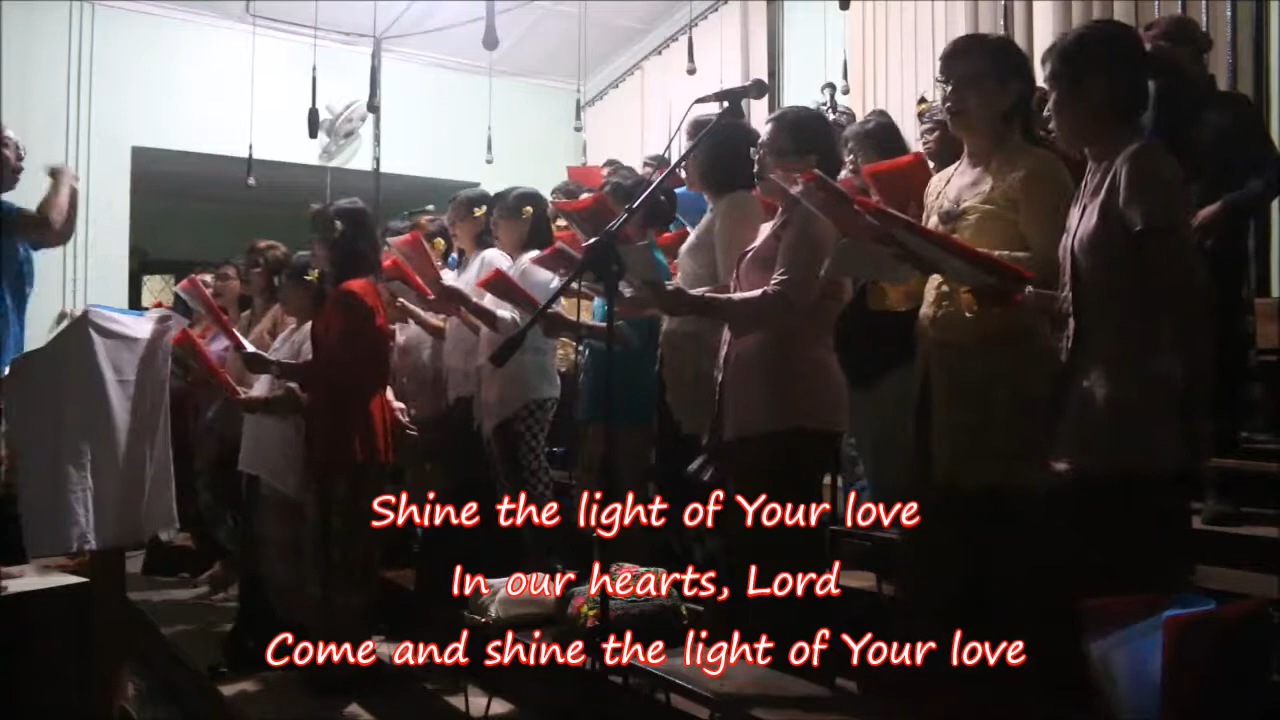 Shine the light of Your love
In our hearts, Lord
Come and shine the light of Your love